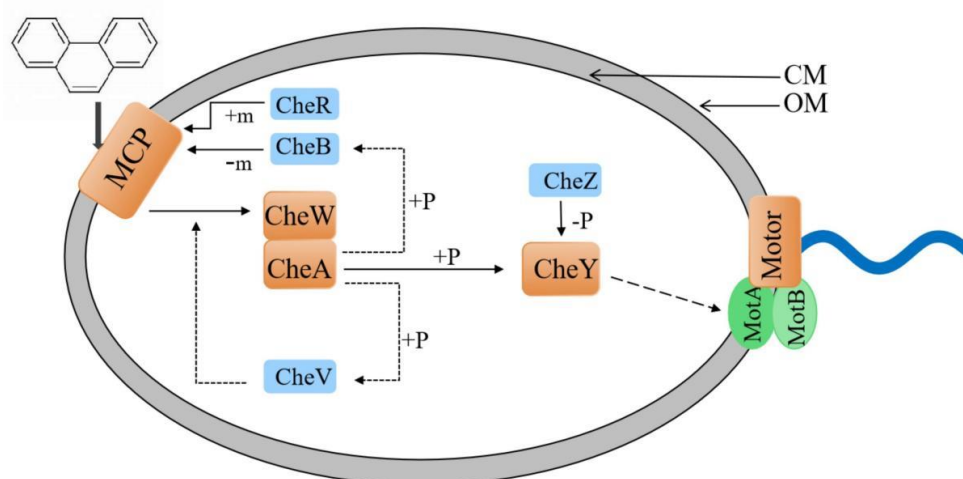 CM
OM
CheR
+m
MCP
CheB
-m
CheZ
+P
-P
CheW
CheA
+P
CheY
Motor
MotA
MotB
+P
CheV